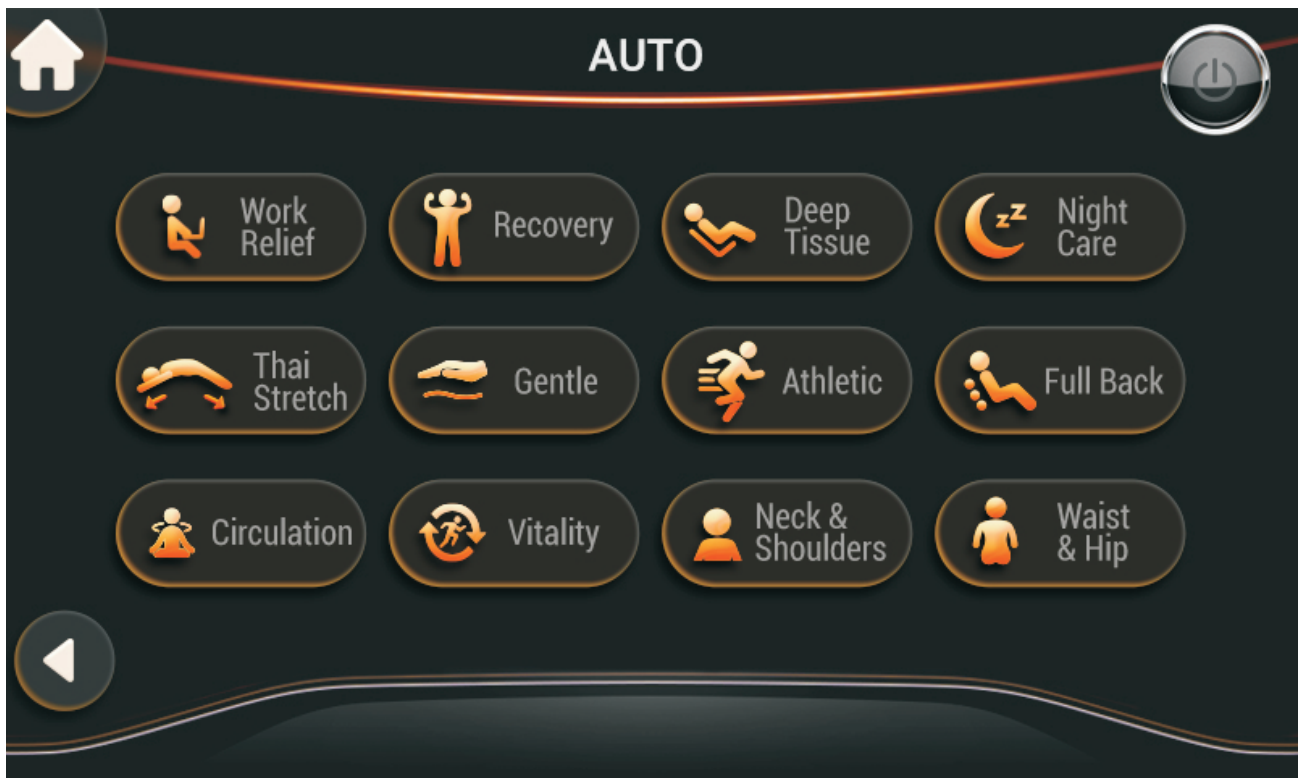 AUTO
Work
Relief
Recovery
Deep
Tissue
zz Night
Care
Thai
Stretch
Gentle
Athletic
Full Back
Circulation
Vitality
Neck &
Shoulders
Waist
& Hip